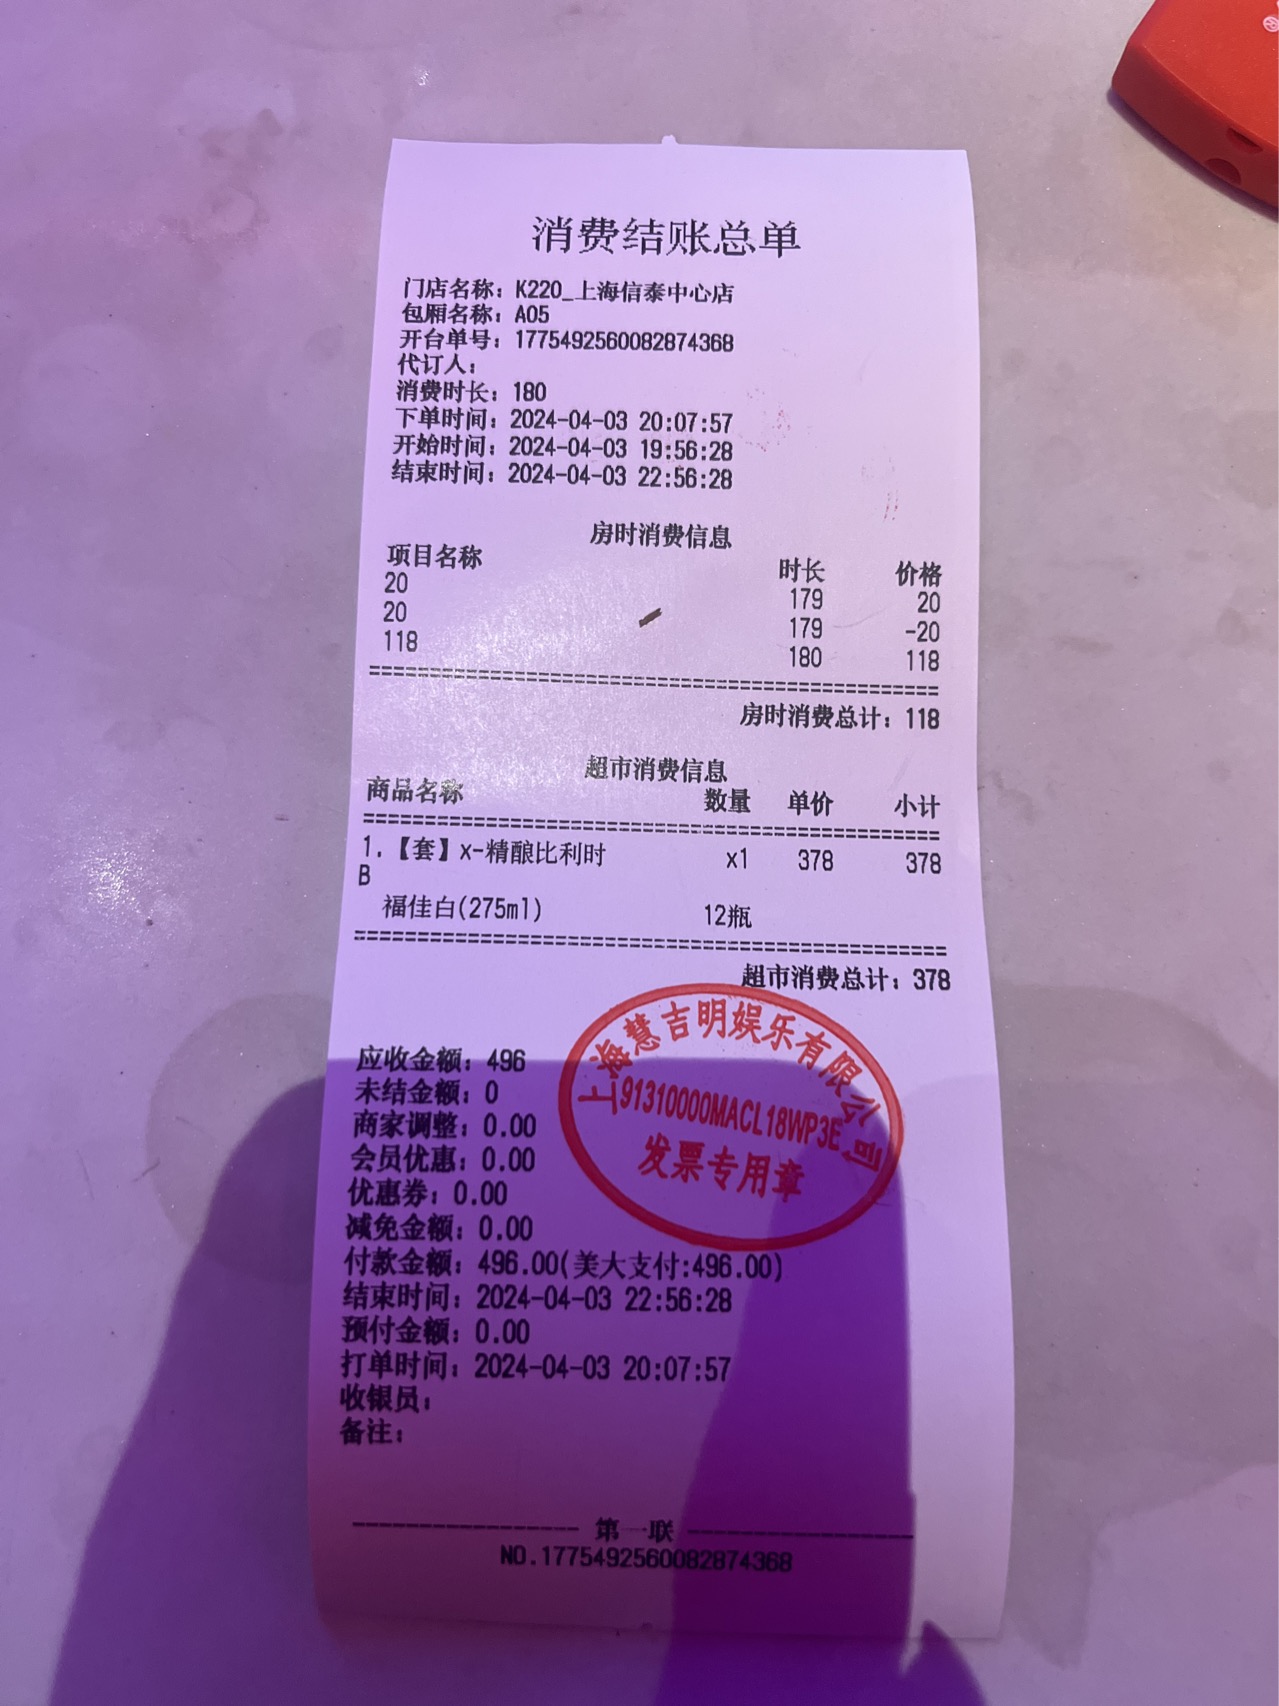 消费结账总单
门店名称：K220_上海信泰中心店
包厢名称：A05
开台单号：1775492560082874368
代订人：
消费时长：180
下单时间：2024-04-03 20:07:57
开始时间：2024-04-03 19:56:28
结束时间：2024-04-03 22:56:28
房时消费信息
项目名称 时长 价格
20 179 20
20 179 -20
118 180 118
房时消费总计：118
超市消费信息
商品名称 数量 单价 小计
1.【套】x-精酿比利时 x1 378 378
B
福佳白(275ml) 12瓶
超市消费总计：378
上海慧吉明娱乐有限公司
91310000MACL18WP3E
发票专用章
应收金额：496
未结金额：0
商家调整：0.00
会员优惠：0.00
优惠券：0.00
减免金额：0.00
付款金额：496.00(美大支付:496.00)
结束时间：2024-04-03 22:56:28
预付金额：0.00
打单时间：2024-04-03 20:07:57
收银员：
备注：
第一联
NO.1775492560082874368